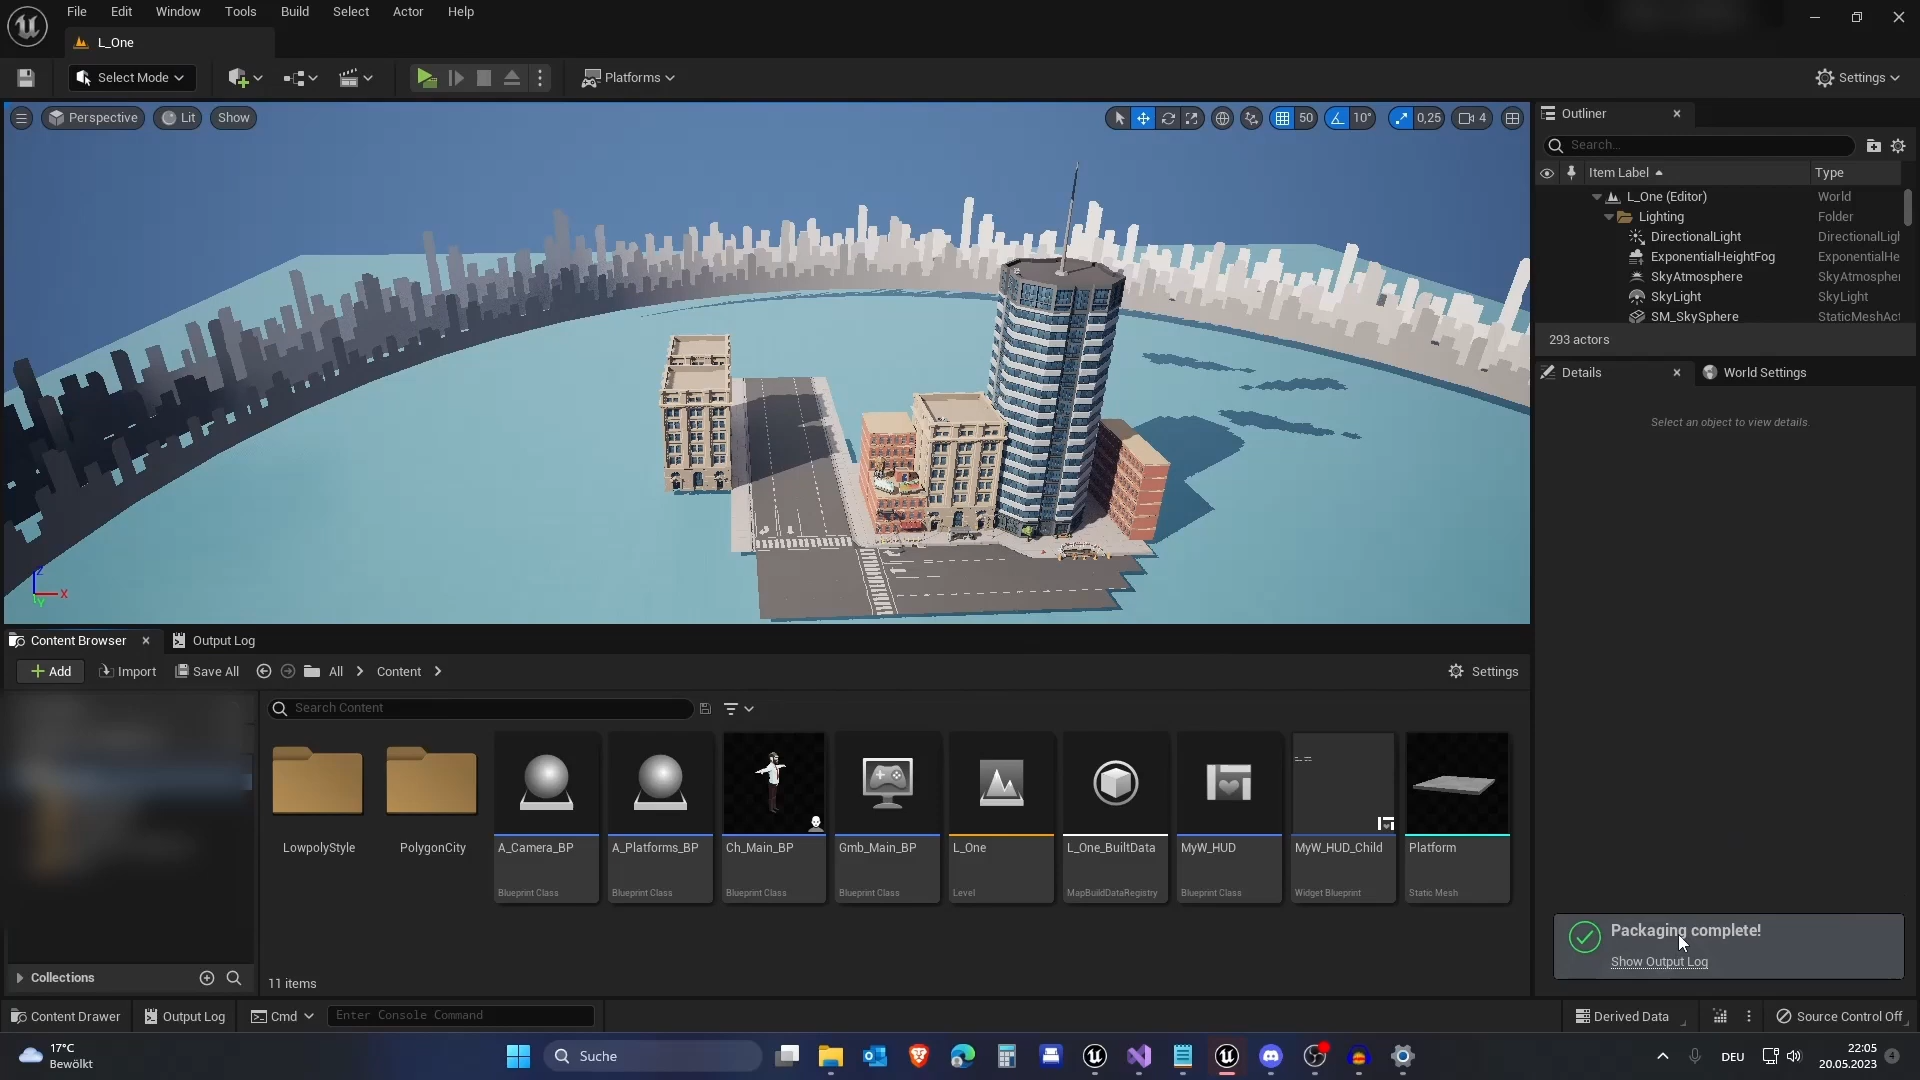 File Edit Window Tools Build Select Actor Help
L_One
Select Mode
Platforms
Settings
Perspective
Lit
Show
50
10°
0,25
4
Outliner
Search...
Item Label
Type
L_One (Editor)
World
Lighting
Folder
DirectionalLight
DirectionalLigl
ExponentialHeightFog
ExponentialHe
SkyAtmosphere
SkyAtmospher
SkyLight
SkyLight
SM_SkySphere
StaticMeshAct
293 actors
Details
World Settings
Select an object to view details.
Z
X
Y
Content Browser
Output Log
Add
Import
Save All
All
Content
Settings
Search Content
LowpolyStyle
PolygonCity
A_Camera_BP
Blueprint Class
A_Platforms_BP
Blueprint Class
Ch_Main_BP
Blueprint Class
Gmb_Main_BP
Blueprint Class
L_One
Level
L_One_BuiltData
MapBuildDataRegistry
MyW_HUD
Blueprint Class
MyW_HUD_Child
Widget Blueprint
Platform
Static Mesh
Packaging complete!
Show Output Log
Collections
11 items
Content Drawer
Output Log
Cmd
Enter Console Command
Derived Data
Source Control Off
17°C
Bewölkt
Suche
DEU
22:05
20.05.2023
4